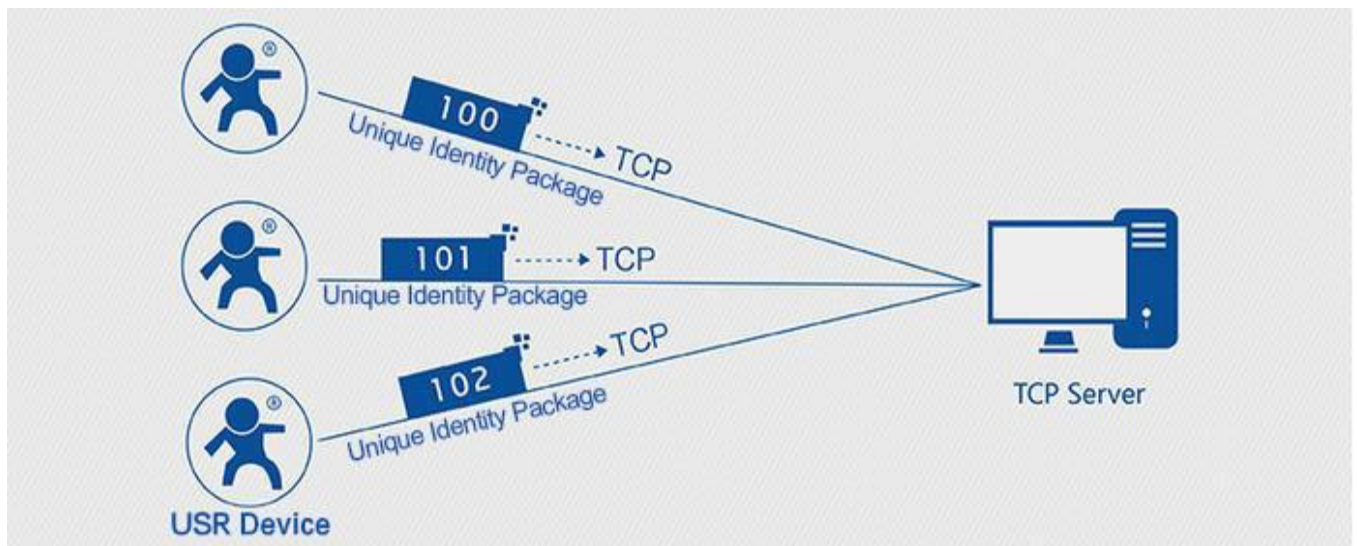 ®
100
Unique Identity Package
TCP
®
101
TCP
Unique Identity Package
®
102
TCP
Unique Identity Package
USR Device
TCP Server